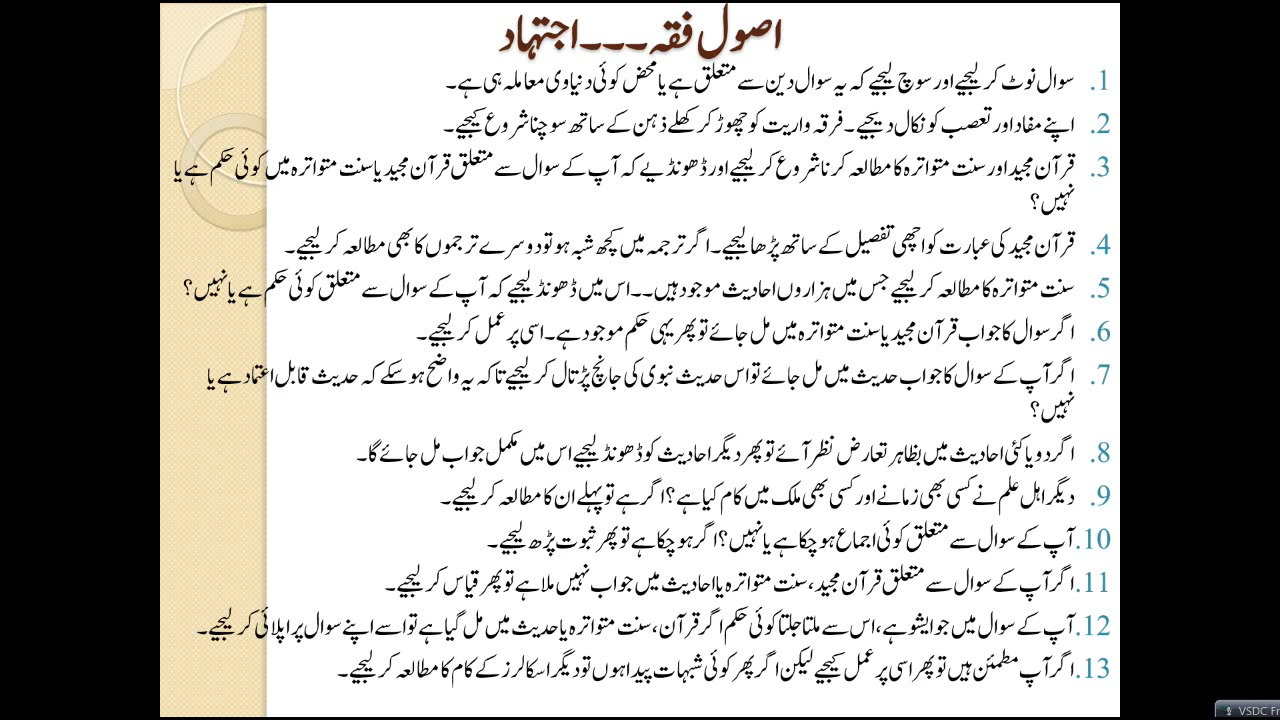 اصول فقہ۔۔۔اجتہاد
1. سوال نوٹ کر لیجیے اور سوچ لیجیے کہ یہ سوال دین سے متعلق ہے یا محض کوئی دنیاوی معاملہ ہی ہے۔
2. اپنے مفاد اور تعصب کو نکال دیجیے۔ فرقہ واریت کو چھوڑ کر کھلے ذہن کے ساتھ سوچنا شروع کیجیے۔
3. قرآن مجید اور سنت متواترہ کا مطالعہ کرنا شروع کر لیجیے اور ڈھونڈیے کہ آپ کے سوال سے متعلق قرآن مجید یا سنت متواترہ میں کوئی حکم ہے یا
نہیں؟
4. قرآن مجید کی عبارت کو اچھی تفصیل کے ساتھ پڑھا لیجیے۔ اگر ترجمہ میں کچھ شبہ ہو تو دوسرے ترجموں کا بھی مطالعہ کر لیجیے۔
5. سنت متواترہ کا مطالعہ کر لیجیے جس میں ہزاروں احادیث موجود ہیں۔۔ اس میں ڈھونڈ لیجیے کہ آپ کے سوال سے متعلق کوئی حکم ہے یا نہیں؟
6. اگر سوال کا جواب قرآن مجید یا سنت متواترہ میں مل جائے تو پھر یہی حکم موجود ہے۔ اسی پر عمل کر لیجیے۔
7. اگر آپ کے سوال کا جواب حدیث میں مل جائے تو اس حدیث نبوی کی جانچ پڑتال کر لیجیے تاکہ یہ واضح ہو سکے کہ حدیث قابل اعتماد ہے یا
نہیں؟
8. اگر دو یا کئی احادیث میں بظاہر تعارض نظر آئے تو پھر دیگر احادیث کو ڈھونڈ لیجیے اس میں مکمل جواب مل جائے گا۔
9. دیگر اہل علم نے کسی بھی زمانے اور کسی بھی ملک میں کام کیا ہے؟ اگر ہے تو پہلے ان کا مطالعہ کر لیجیے۔
10. آپ کے سوال سے متعلق کوئی اجماع ہو چکا ہے یا نہیں؟ اگر ہو چکا ہے تو پھر ثبوت پڑھ لیجیے۔
11. اگر آپ کے سوال سے متعلق قرآن مجید، سنت متواترہ یا احادیث میں جواب نہیں ملا ہے تو پھر قیاس کر لیجیے۔
12. آپ کے سوال میں جو ایشو ہے، اس سے ملتا جلتا کوئی حکم اگر قرآن، سنت متواترہ یا حدیث میں مل گیا ہے تو اسے اپنے سوال پر اپلائی کر لیجیے۔
13. اگر آپ مطمئن ہیں تو پھر اسی پر عمل کیجیے لیکن اگر پھر کوئی شبہات پیدا ہوں تو دیگر اسکالرز کے کام کا مطالعہ کر لیجیے۔
VSDC Fr